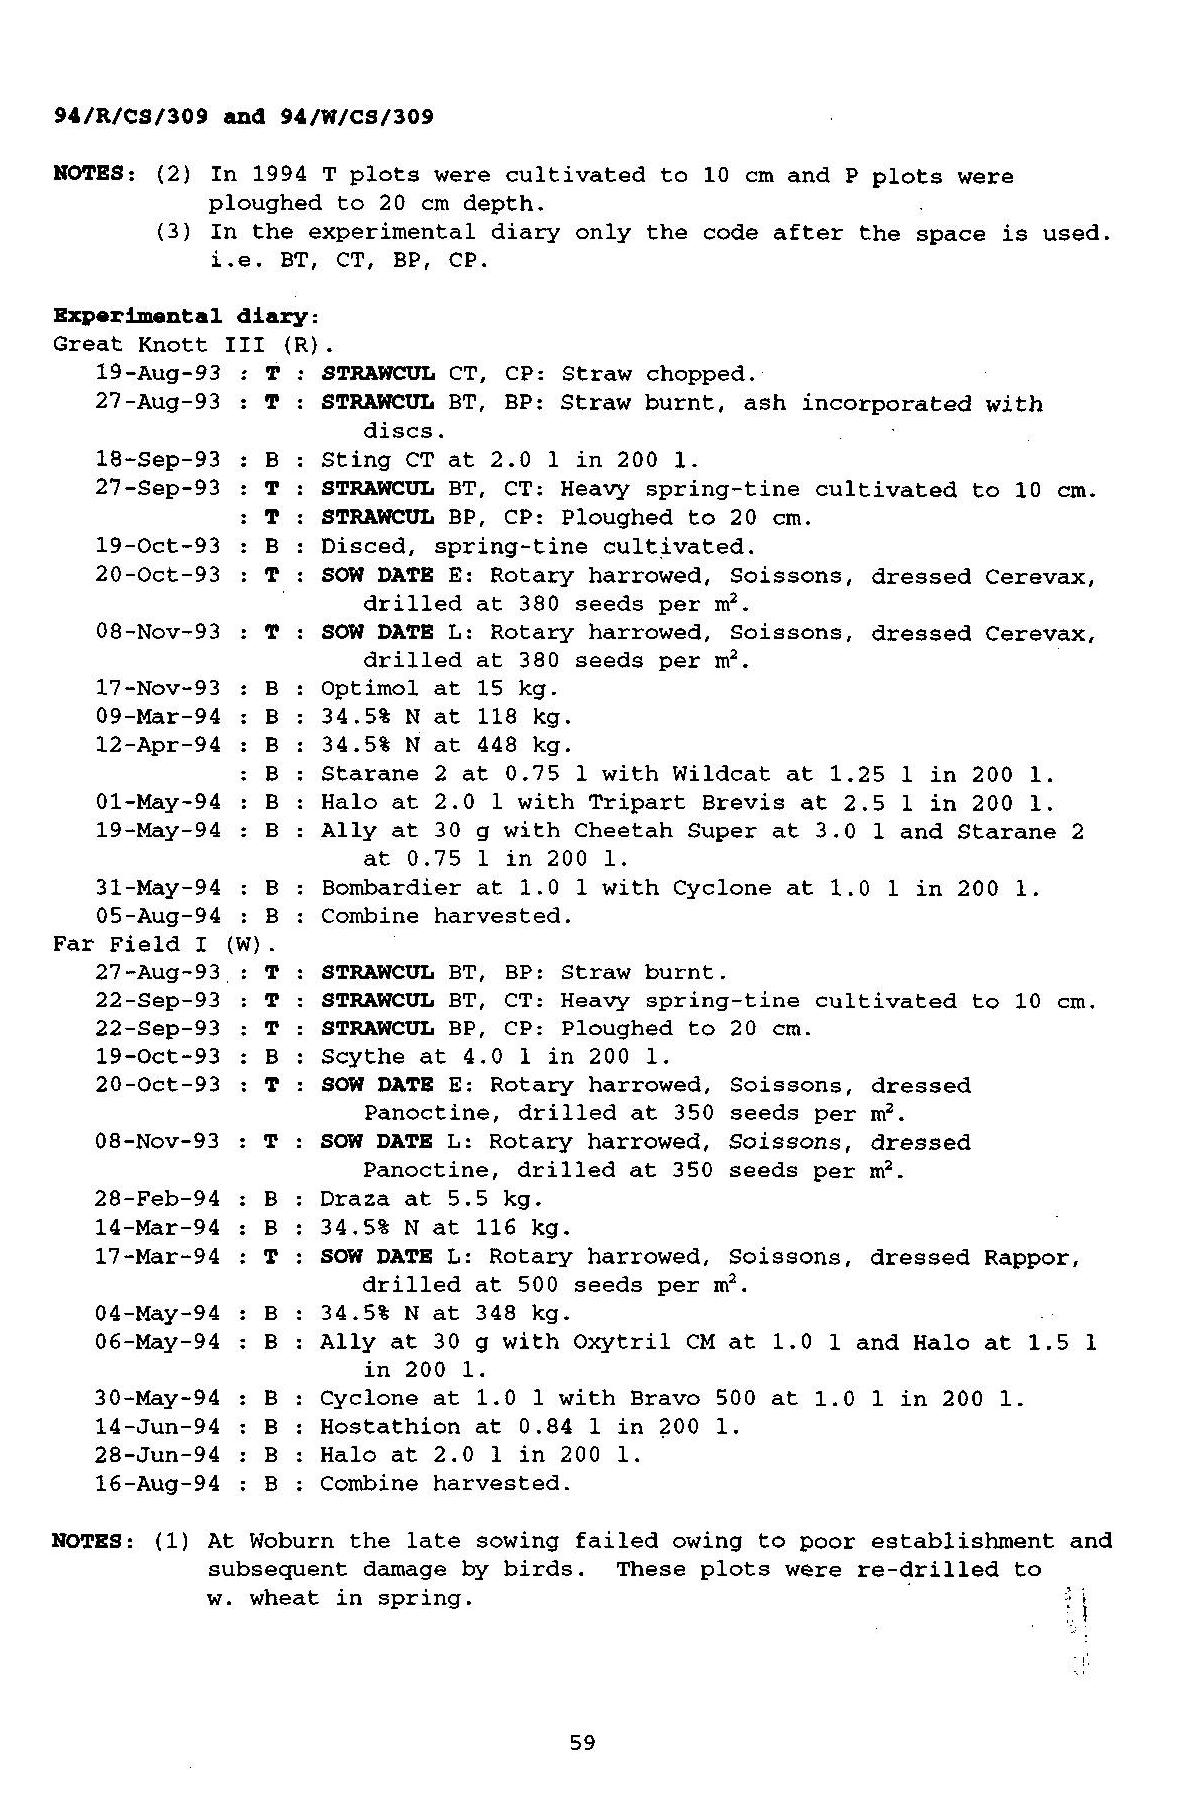 94/R/CS/309 and 94/W/CS/309
NOTES: (2) In 1994 T plots were cultivated to 10 cm and P plots were
ploughed to 20 cm depth.
(3) In the experimental diary only the code after the space is used.
i.e. BT, CT, BP, CP.
Experimental diary:
Great Knott III (R).
19-Aug-93 : T : STRAWCUL CT, CP: Straw chopped.
27-Aug-93 : T : STRAWCUL BT, BP: Straw burnt, ash incorporated with
discs.
18-Sep-93 : B : Sting CT at 2.0 l in 200 l.
27-Sep-93 : T : STRAWCUL BT, CT: Heavy spring-tine cultivated to 10 cm.
: T : STRAWCUL BP, CP: Ploughed to 20 cm.
19-Oct-93 : B : Disced, spring-tine cultivated.
20-Oct-93 : T : SOW DATE E: Rotary harrowed, Soissons, dressed Cerevax,
drilled at 380 seeds per m².
08-Nov-93 : T : SOW DATE L: Rotary harrowed, Soissons, dressed Cerevax,
drilled at 380 seeds per m².
17-Nov-93 : B : Optimol at 15 kg.
09-Mar-94 : B : 34.5% N at 118 kg.
12-Apr-94 : B : 34.5% N at 448 kg.
: B : Starane 2 at 0.75 l with Wildcat at 1.25 l in 200 l.
01-May-94 : B : Halo at 2.0 l with Tripart Brevis at 2.5 l in 200 l.
19-May-94 : B : Ally at 30 g with Cheetah Super at 3.0 l and Starane 2
at 0.75 l in 200 l.
31-May-94 : B : Bombardier at 1.0 l with Cyclone at 1.0 l in 200 l.
05-Aug-94 : B : Combine harvested.
Far Field I (W).
27-Aug-93 : T : STRAWCUL BT, BP: Straw burnt.
22-Sep-93 : T : STRAWCUL BT, CT: Heavy spring-tine cultivated to 10 cm.
22-Sep-93 : T : STRAWCUL BP, CP: Ploughed to 20 cm.
19-Oct-93 : B : Scythe at 4.0 l in 200 l.
20-Oct-93 : T : SOW DATE E: Rotary harrowed, Soissons, dressed
Panoctine, drilled at 350 seeds per m².
08-Nov-93 : T : SOW DATE L: Rotary harrowed, Soissons, dressed
Panoctine, drilled at 350 seeds per m².
28-Feb-94 : B : Draza at 5.5 kg.
14-Mar-94 : B : 34.5% N at 116 kg.
17-Mar-94 : T : SOW DATE L: Rotary harrowed, Soissons, dressed Rappor,
drilled at 500 seeds per m².
04-May-94 : B : 34.5% N at 348 kg.
06-May-94 : B : Ally at 30 g with Oxytril CM at 1.0 l and Halo at 1.5 l
in 200 l.
30-May-94 : B : Cyclone at 1.0 l with Bravo 500 at 1.0 l in 200 l.
14-Jun-94 : B : Hostathion at 0.84 l in 200 l.
28-Jun-94 : B : Halo at 2.0 l in 200 l.
16-Aug-94 : B : Combine harvested.
NOTES: (1) At Woburn the late sowing failed owing to poor establishment and
subsequent damage by birds. These plots were re-drilled to
w. wheat in spring.
59